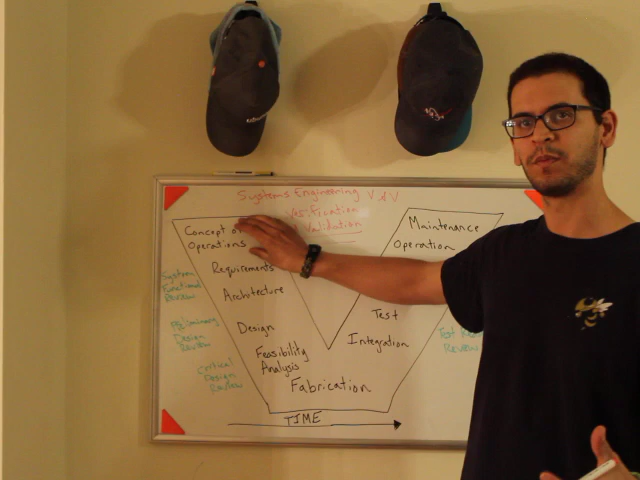 Systems Engineering V&V
Verification
Validation
Concept of
Operations
Requirements
Architecture
Design
Feasibility
Analysis
Fabrication
Integration
Test
Operation
Maintenance
System
Functional
Review
Preliminary
Design
Review
Critical
Design
Review
Test
Review
TIME